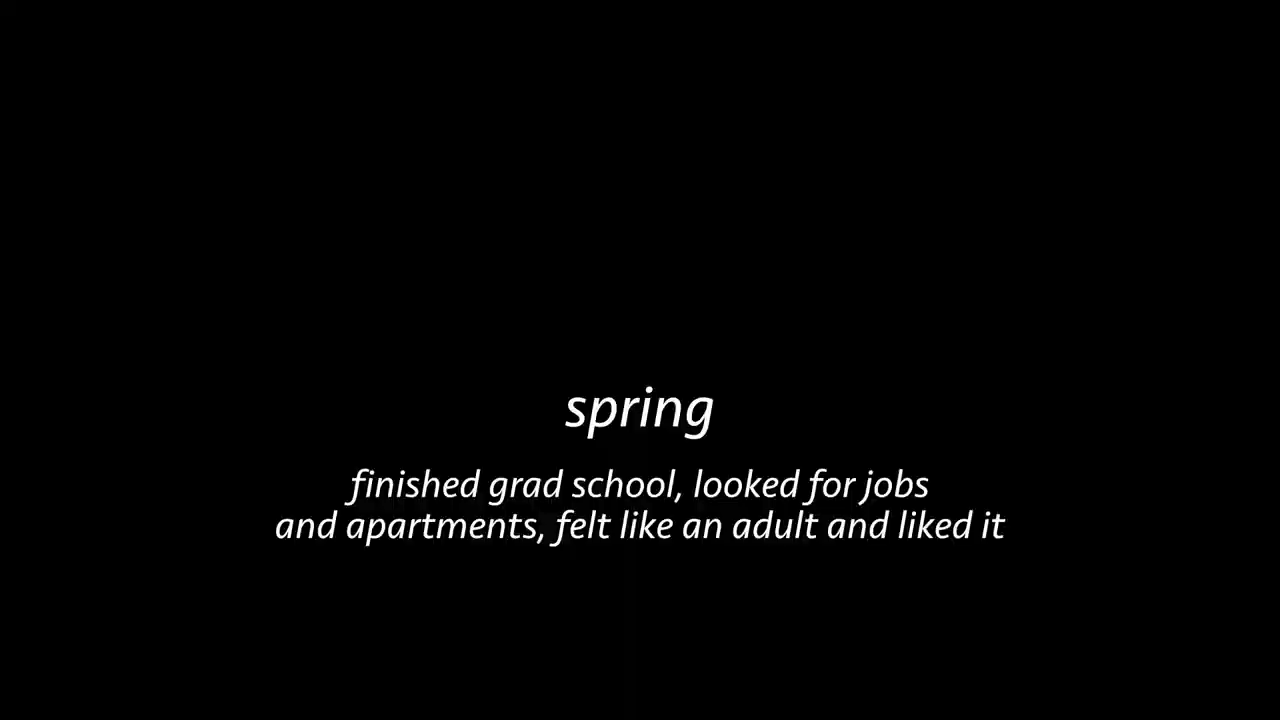 spring
finished grad school, looked for jobs
and apartments, felt like an adult and liked it